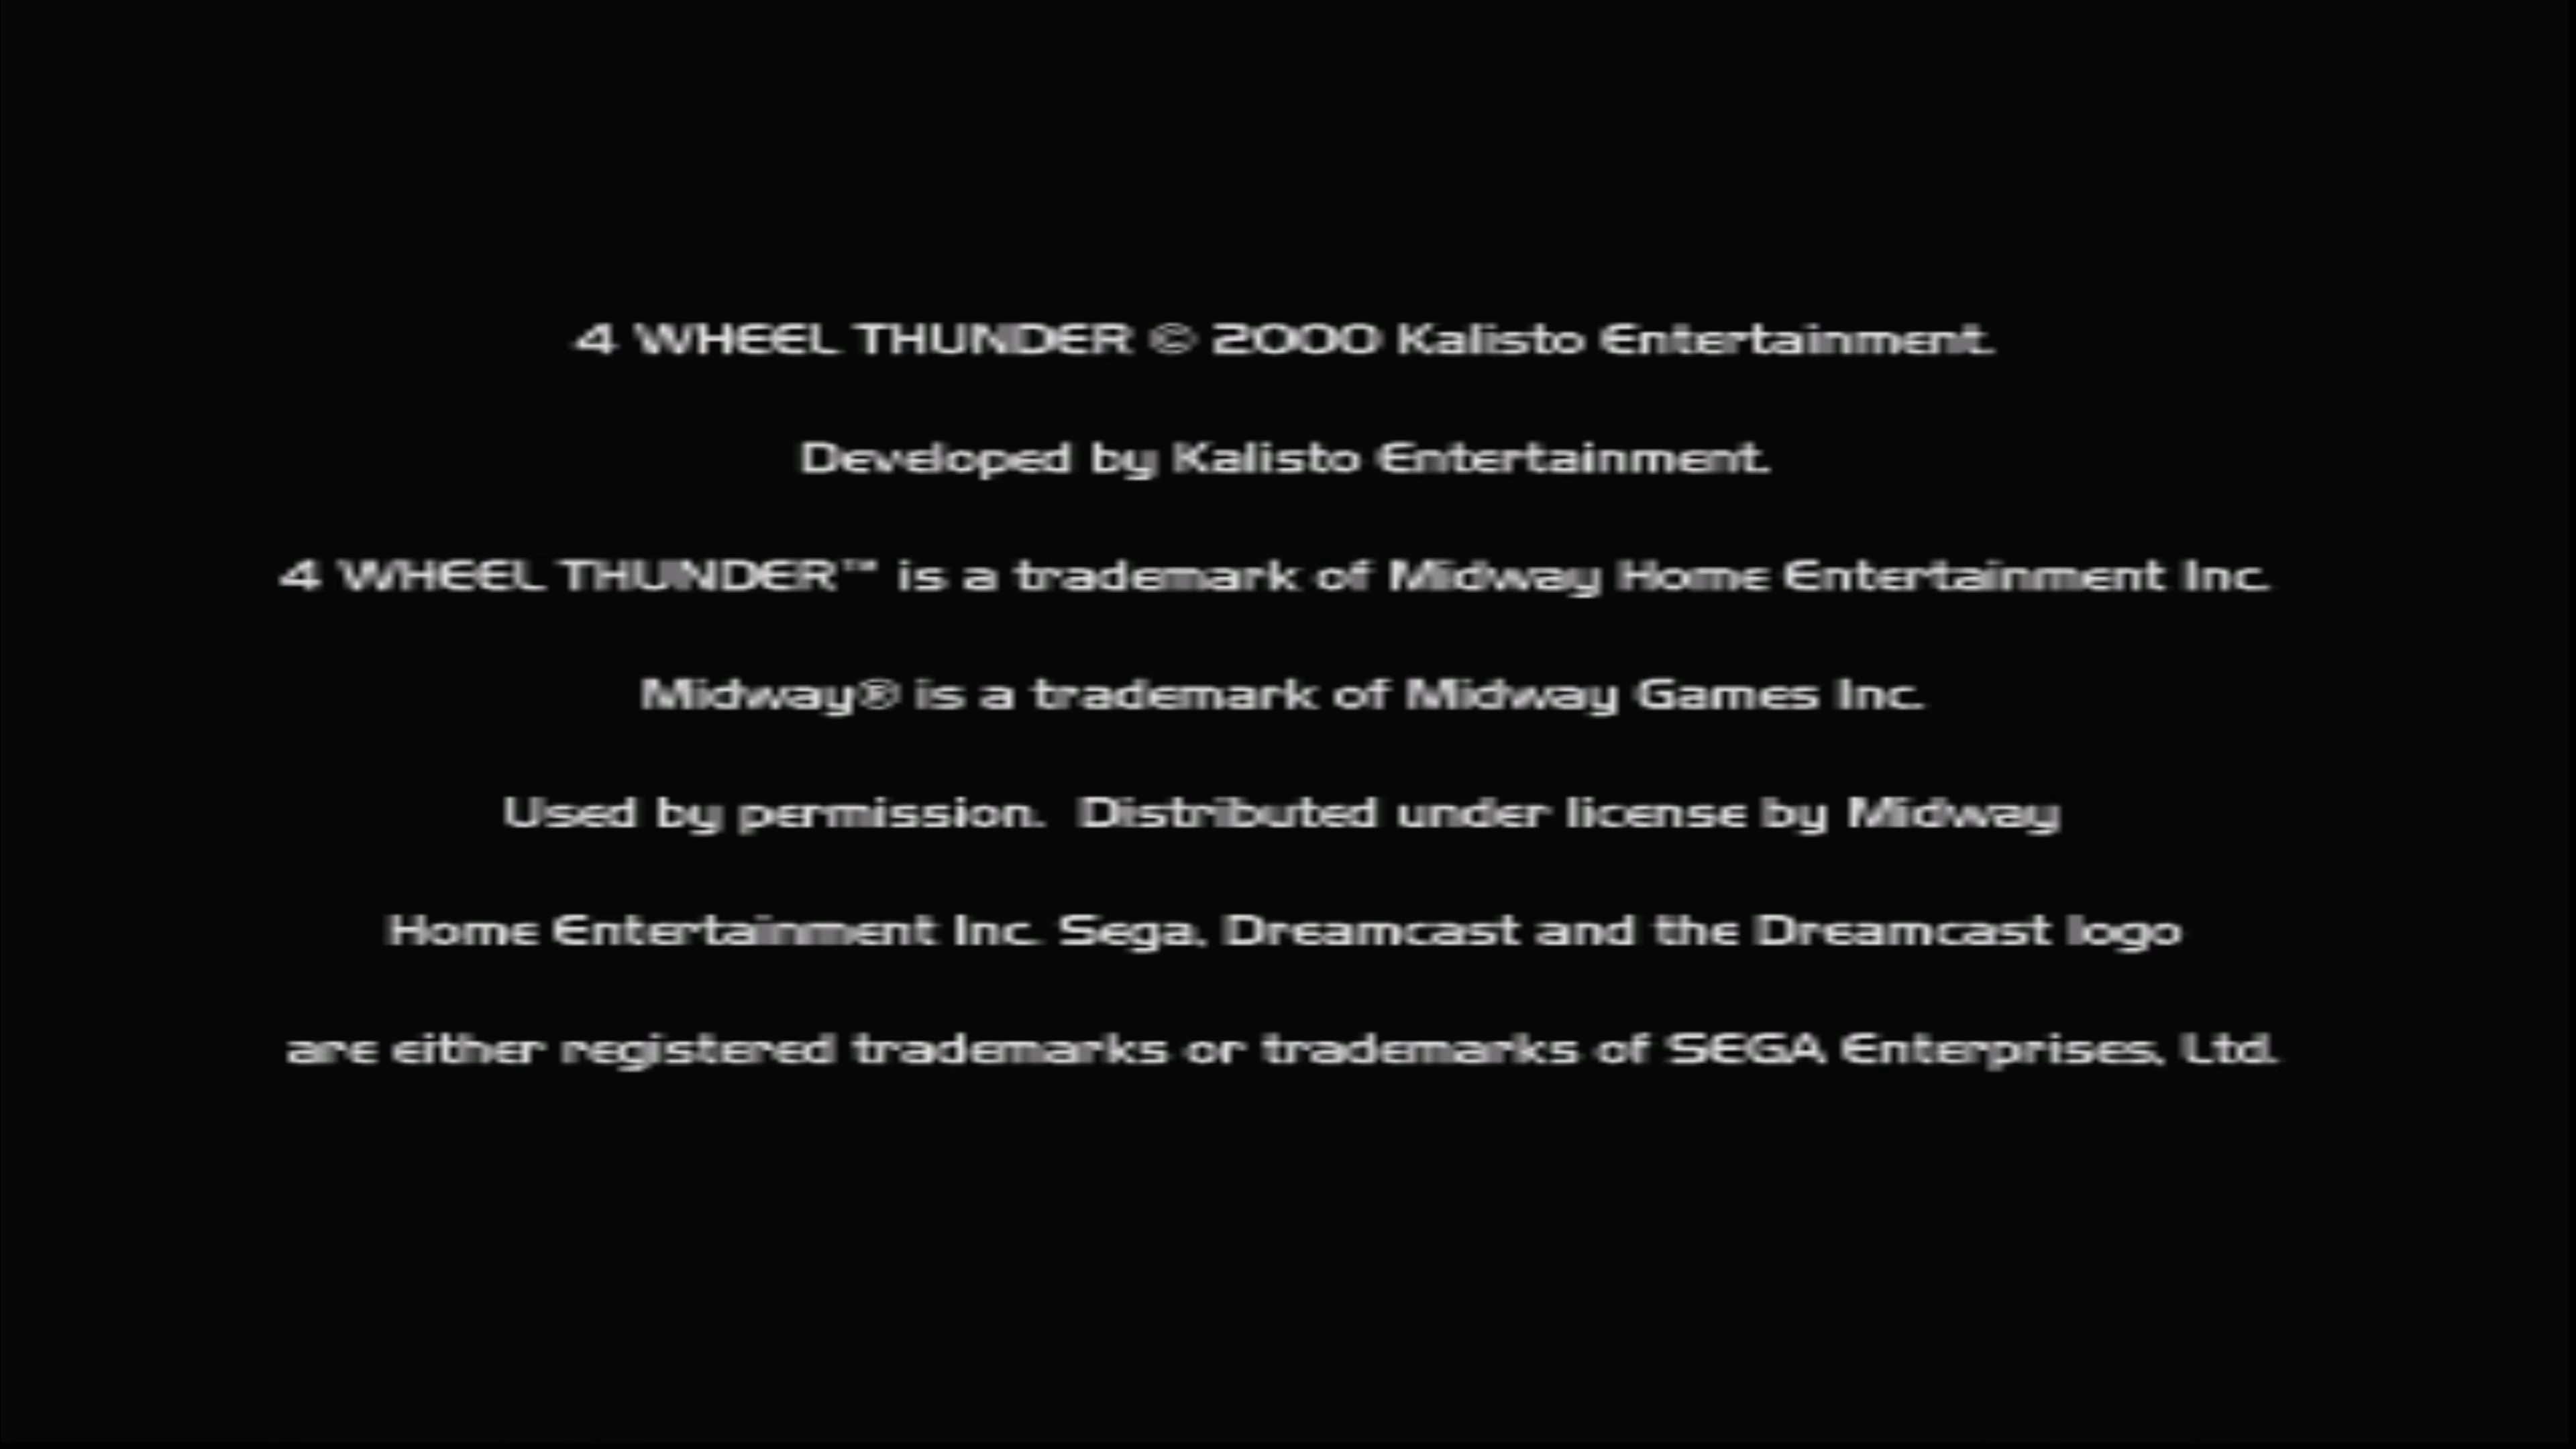 4 WHEEL THUNDER © 2000 Kalisto Entertainment.
Developed by Kalisto Entertainment.
4 WHEEL THUNDER™ is a trademark of Midway Home Entertainment Inc.
Midway® is a trademark of Midway Games Inc.
Used by permission.  Distributed under license by Midway
Home Entertainment Inc. Sega, Dreamcast and the Dreamcast logo
are either registered trademarks or trademarks of SEGA Enterprises, Ltd.